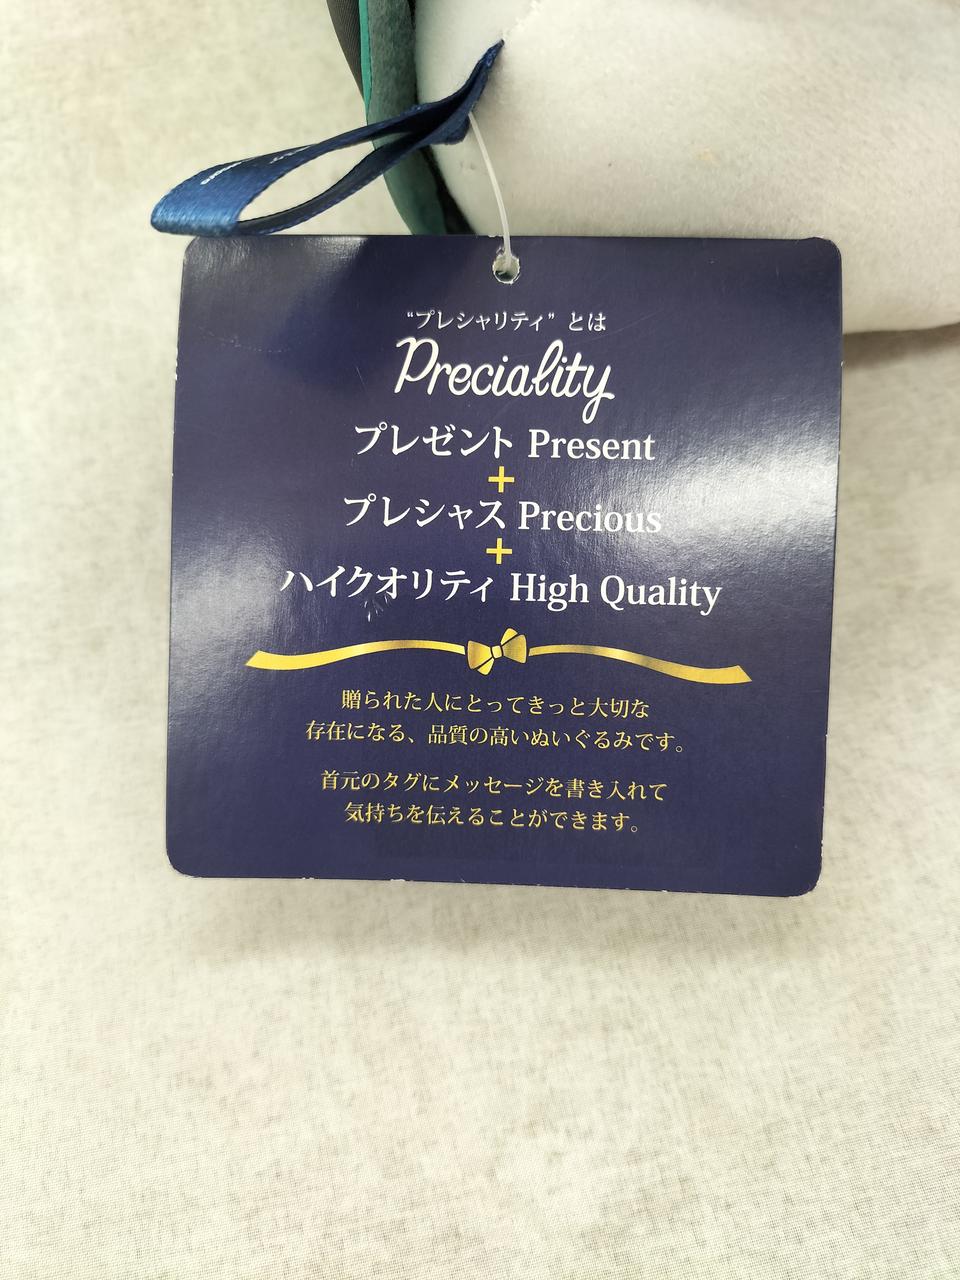 “プレシャリティ” とは
Preciality
プレゼント Present
+
プレシャス Precious
+
ハイクオリティ High Quality
贈られた人にとってきっと大切な
存在になる、品質の高いぬいぐるみです。
首元のタグにメッセージを書き入れて
気持ちを伝えることができます。